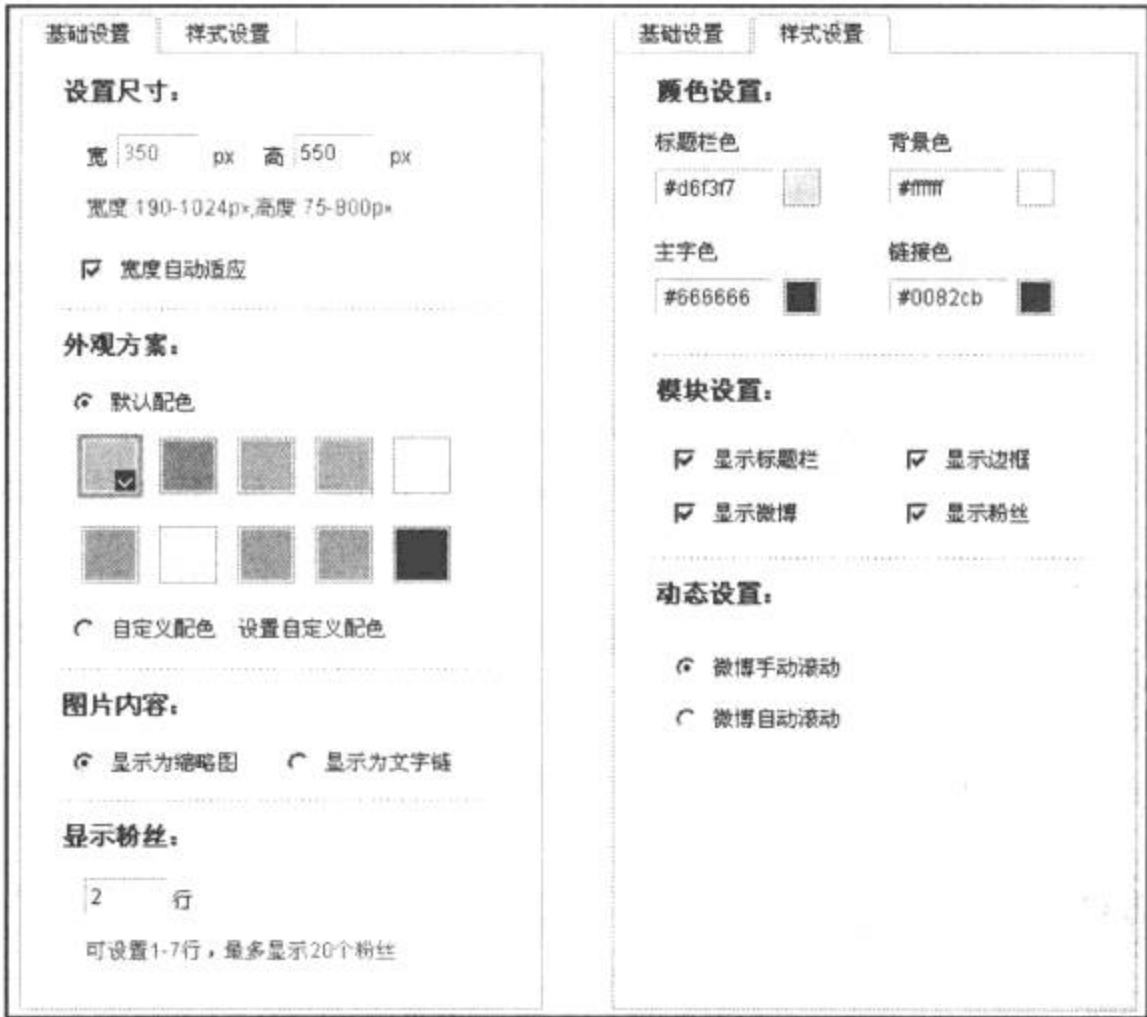 基础设置 样式设置
设置尺寸：
宽 350 px 高 550 px
宽度 190-1024px,高度 75-800px
宽度自动适应
外观方案：
默认配色
自定义配色 设置自定义配色
图片内容：
显示为缩略图 显示为文字链
显示粉丝：
2 行
可设置1-7行，最多显示20个粉丝
基础设置 样式设置
颜色设置：
标题栏色 背景色
#d6f3f7 #ffffff
主字色 链接色
#666666 #0082cb
模块设置：
显示标题栏 显示边框
显示微博 显示粉丝
动态设置：
微博手动滚动
微博自动滚动